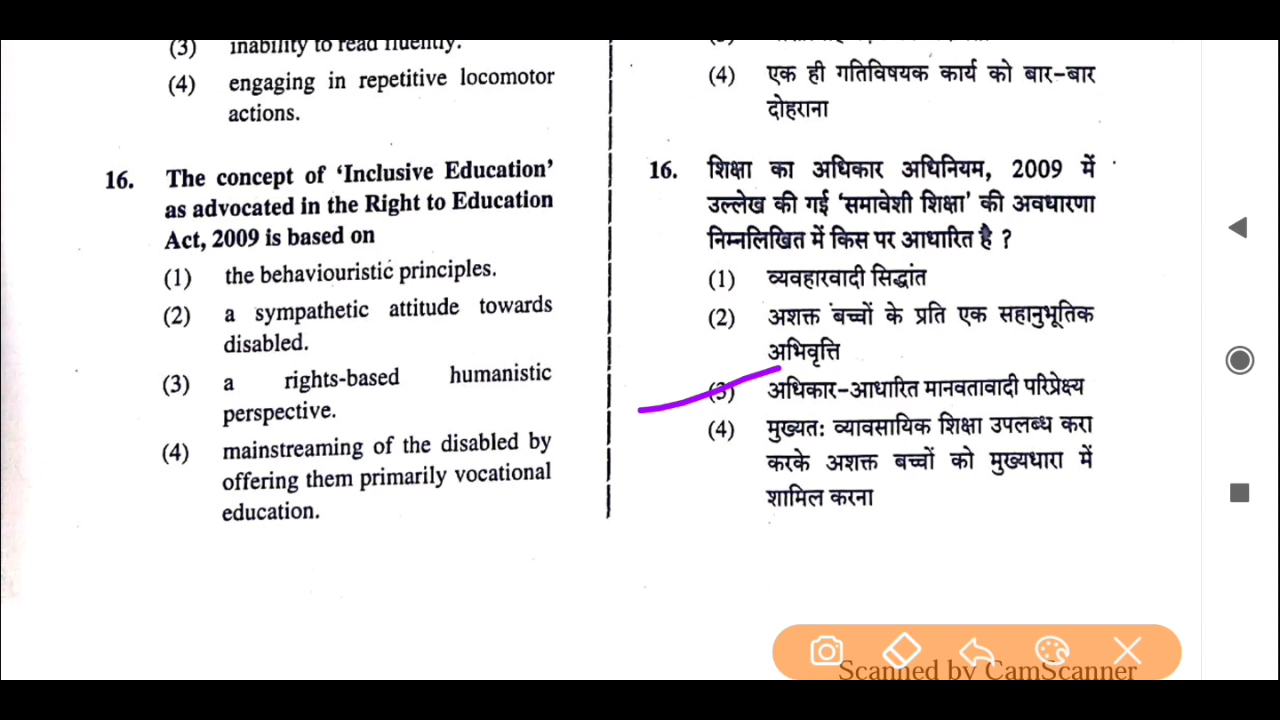 (3) inability to read fluently.
(4) engaging in repetitive locomotor
actions.
16. The concept of ‘Inclusive Education’
as advocated in the Right to Education
Act, 2009 is based on
(1) the behaviouristic principles.
(2) a sympathetic attitude towards
disabled.
(3) a rights-based humanistic
perspective.
(4) mainstreaming of the disabled by
offering them primarily vocational
education.
(4) एक ही गतिविषयक कार्य को बार-बार
दोहराना
16. शिक्षा का अधिकार अधिनियम, 2009 में
उल्लेख की गई ‘समावेशी शिक्षा’ की अवधारणा
निम्नलिखित में किस पर आधारित है ?
(1) व्यवहारवादी सिद्धांत
(2) अशक्त बच्चों के प्रति एक सहानुभूतिक
अभिवृत्ति
(3) अधिकार-आधारित मानवतावादी परिप्रेक्ष्य
(4) मुख्यतः व्यावसायिक शिक्षा उपलब्ध करा
करके अशक्त बच्चों को मुख्यधारा में
शामिल करना
Scanned by CamScanner